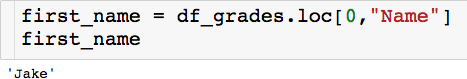 first_name = df_grades.loc[0,"Name"]
first_name
'Jake'